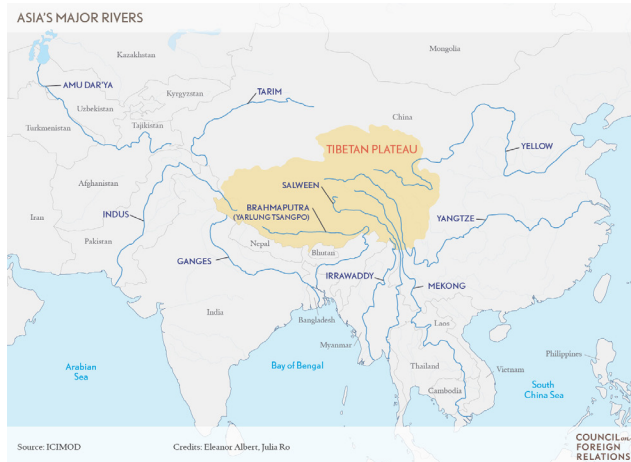 ASIA'S MAJOR RIVERS
Kazakhstan
Mongolia
AMU DAR'YA
Kyrgyzstan
TARIM
Uzbekistan
China
Turkmenistan
Tajikistan
TIBETAN PLATEAU
YELLOW
Afghanistan
SALWEEN
BRAHMAPUTRA
(YARLUNG TSANGPO)
INDUS
YANGTZE
Iran
Pakistan
Nepal
Bhutan
GANGES
IRRAWADDY
MEKONG
India
Bangladesh
Laos
Myanmar
Philippines
Arabian
Sea
Bay of Bengal
Thailand
Vietnam
Cambodia
South
China Sea
Source: ICIMOD
Credits: Eleanor Albert, Julia Ro
COUNCIL on
FOREIGN
RELATIONS